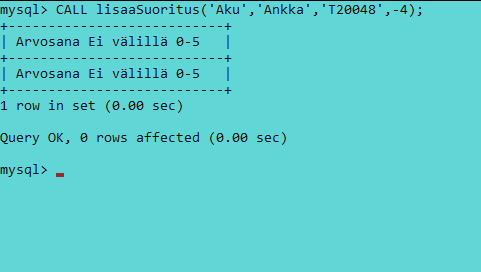 mysql> CALL lisaaSuoritus('Aku','Ankka','T20048',-4);
+---------------------------+
| Arvosana Ei välillä 0-5   |
+---------------------------+
| Arvosana Ei välillä 0-5   |
+---------------------------+
1 row in set (0.00 sec)
Query OK, 0 rows affected (0.00 sec)
mysql>